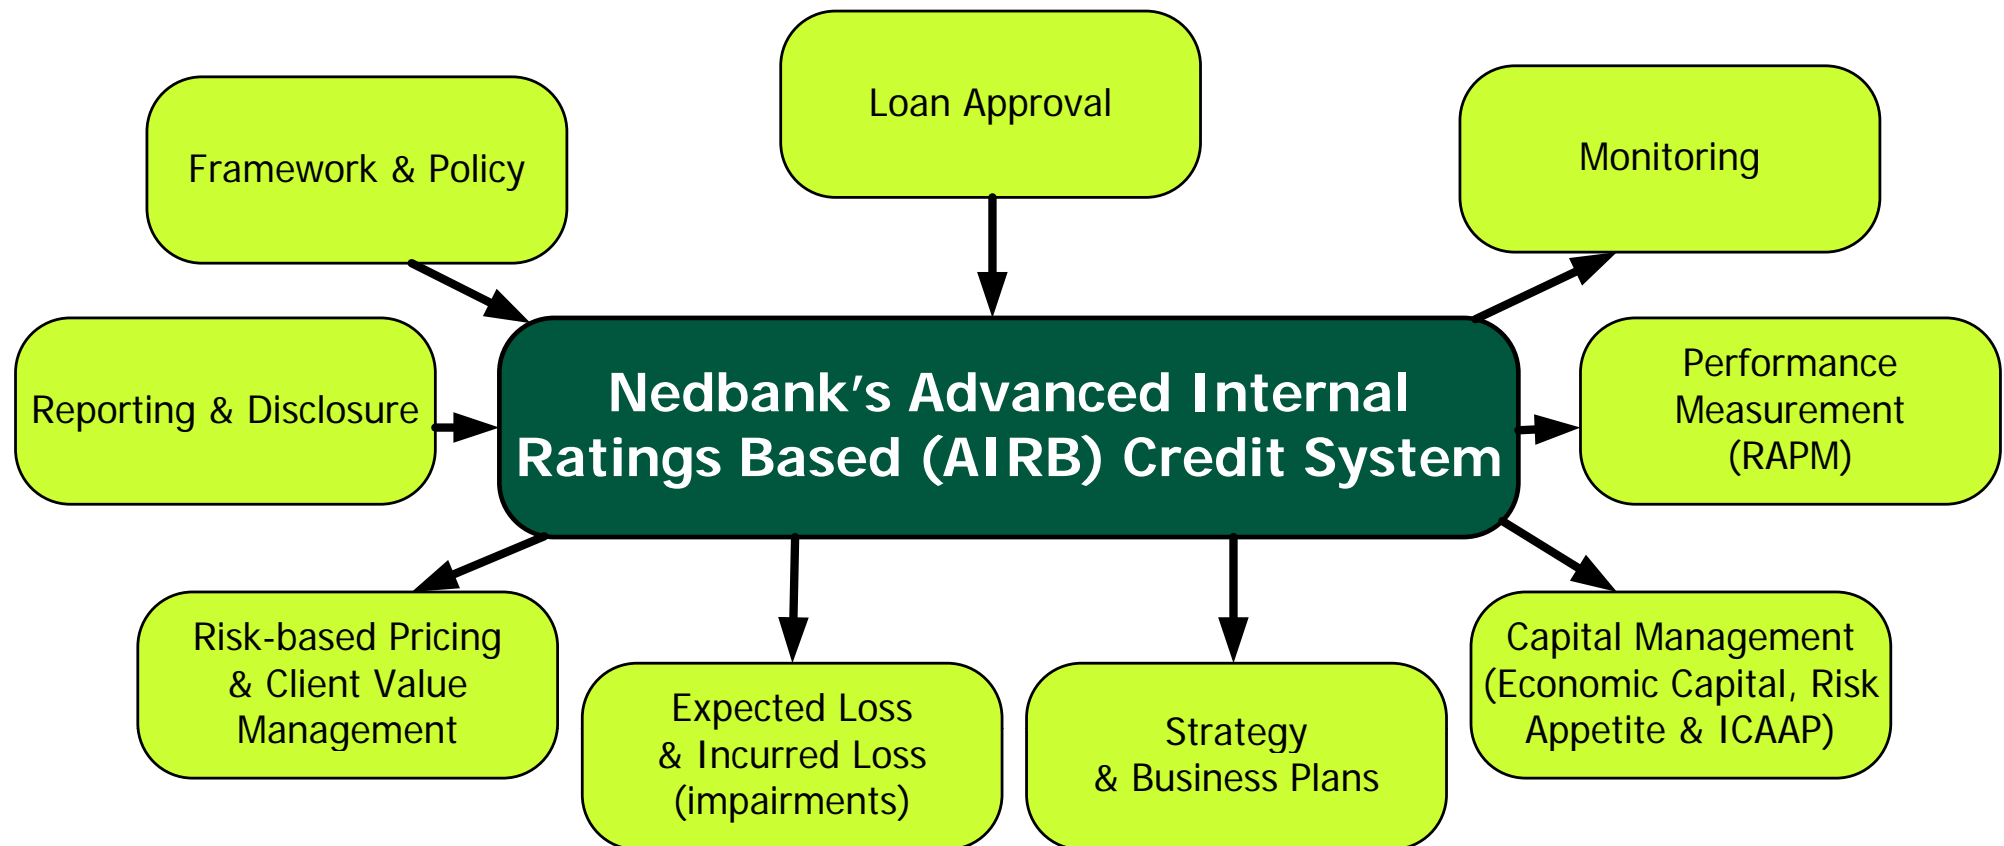 Loan Approval
Framework & Policy
Monitoring
Reporting & Disclosure
Nedbank's Advanced Internal
Ratings Based (AIRB) Credit System
Performance
Measurement
(RAPM)
Risk-based Pricing
& Client Value
Management
Expected Loss
& Incurred Loss
(impairments)
Strategy
& Business Plans
Capital Management
(Economic Capital, Risk
Appetite & ICAAP)